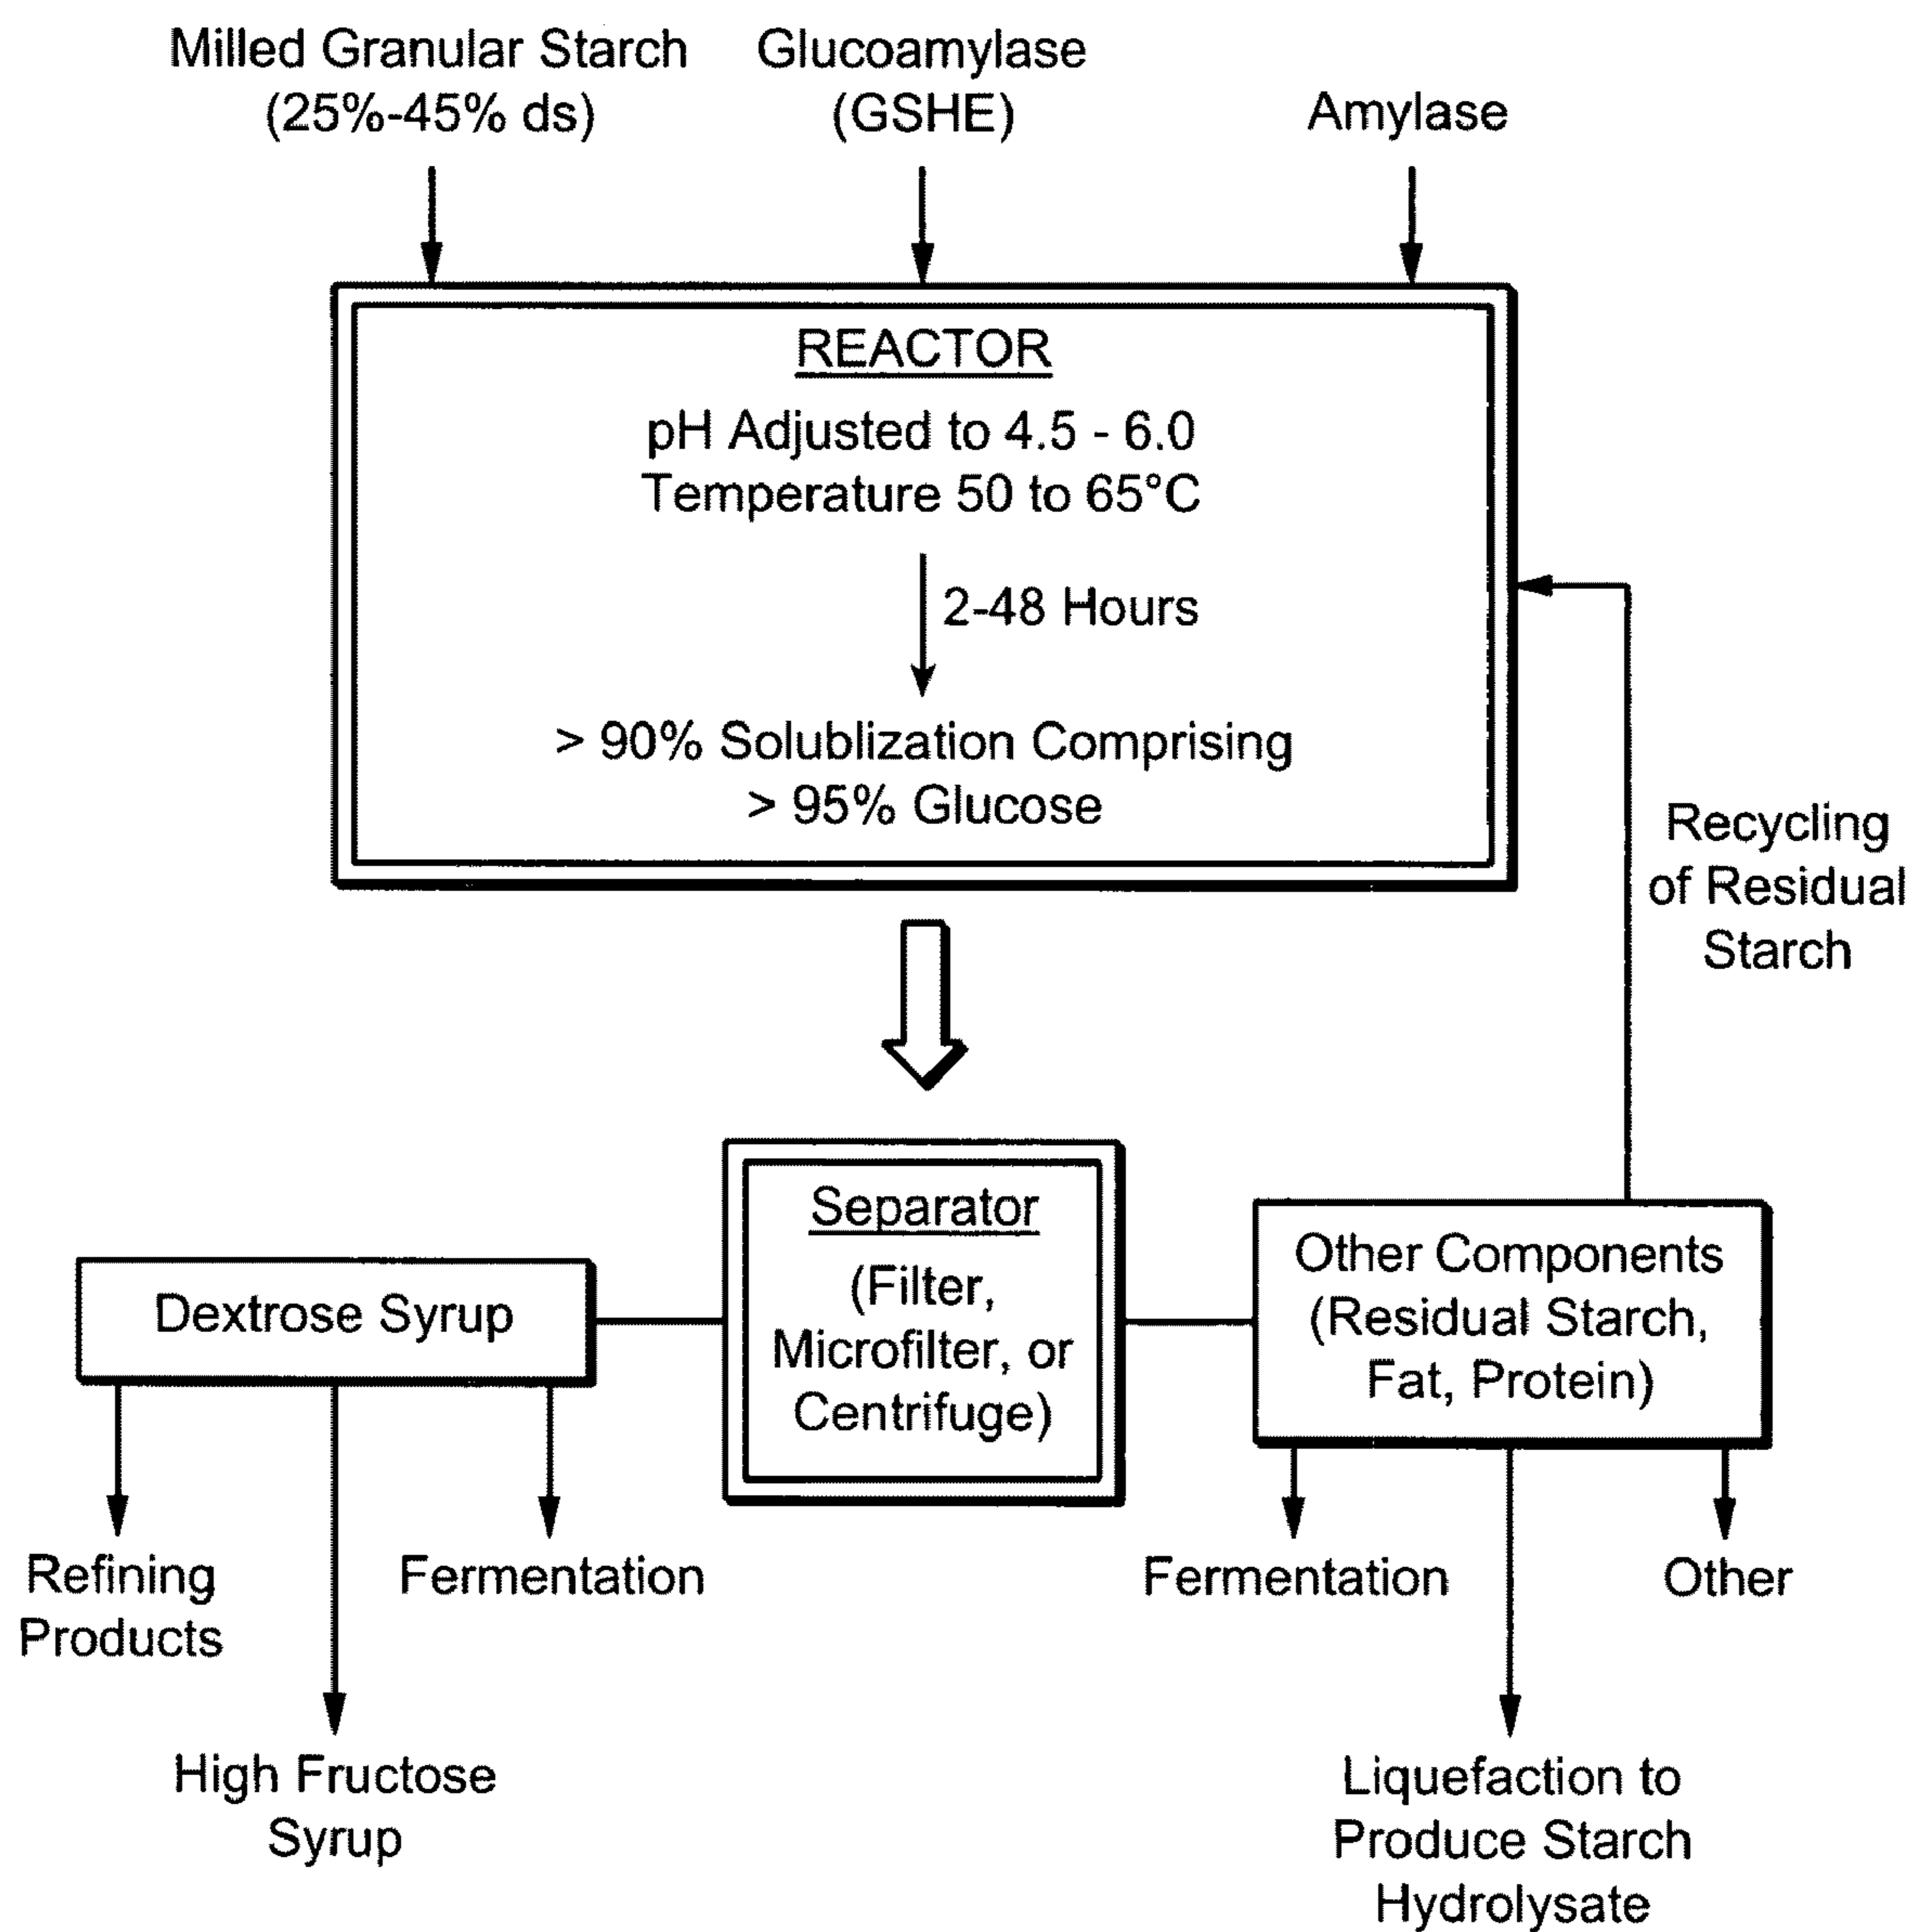 Milled Granular Starch
(25%-45% ds)
Glucoamylase
(GSHE)
Amylase
REACTOR
pH Adjusted to 4.5 - 6.0
Temperature 50 to 65°C
2-48 Hours
> 90% Solublization Comprising
> 95% Glucose
Recycling
of Residual
Starch
Separator
(Filter,
Microfilter, or
Centrifuge)
Dextrose Syrup
Other Components
(Residual Starch,
Fat, Protein)
Refining
Products
High Fructose
Syrup
Fermentation
Fermentation
Liquefaction to
Produce Starch
Hydrolysate
Other